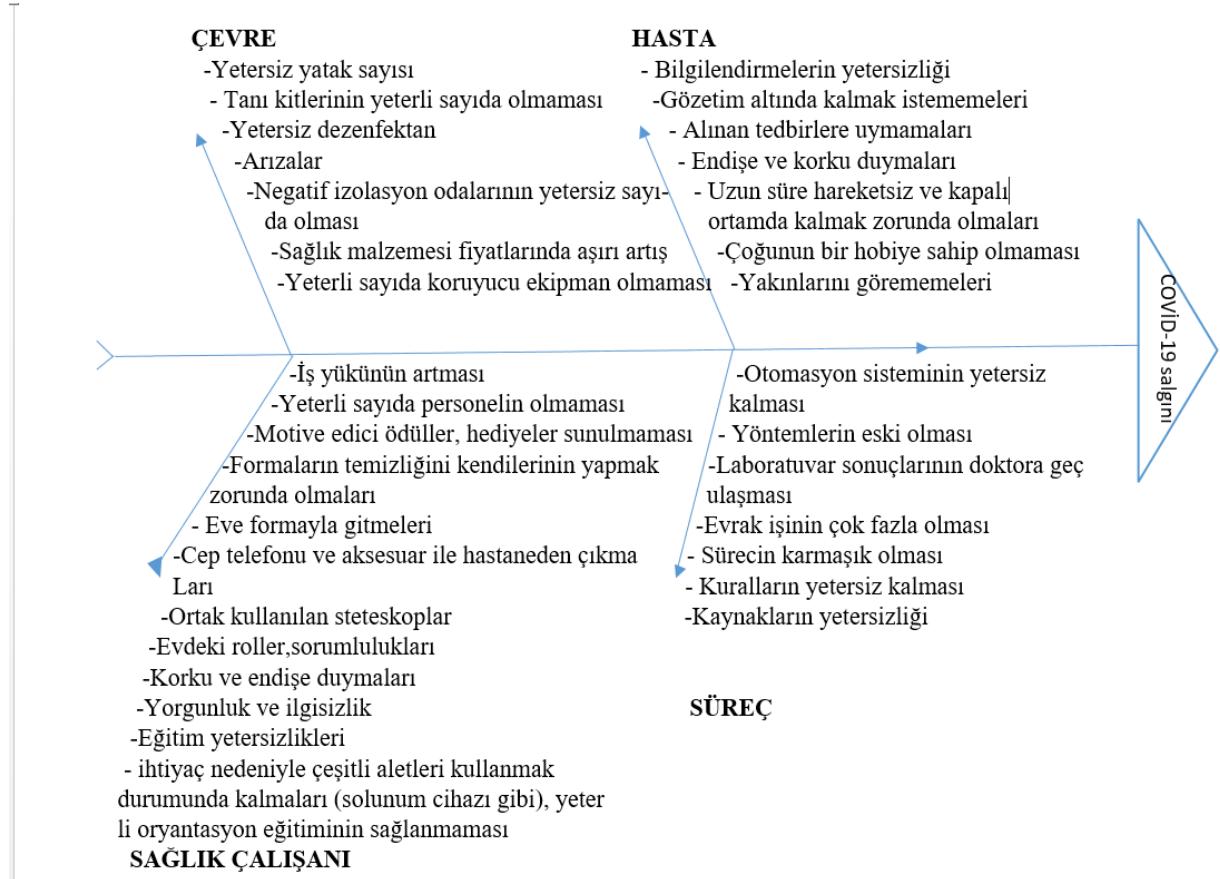 ÇEVRE
-Yetersiz yatak sayısı
- Tanı kitlerinin yeterli sayıda olmaması
-Yetersiz dezenfektan
-Arızalar
-Negatif izolasyon odalarının yetersiz sayı-
da olması
-Sağlık malzemesi fiyatlarında aşırı artış
-Yeterli sayıda koruyucu ekipman olmaması
HASTA
- Bilgilendirmelerin yetersizliği
-Gözetim altında kalmak istememeleri
- Alınan tedbirlere uymamaları
- Endişe ve korku duymaları
- Uzun süre hareketsiz ve kapalı
ortamda kalmak zorunda olmaları
-Çoğunun bir hobiye sahip olmaması
-Yakınlarını görememeleri
COVİD-19 salgını
-İş yükünün artması
-Yeterli sayıda personelin olmaması
-Motive edici ödüller, hediyeler sunulmaması
-Formaların temizliğini kendilerinin yapmak
zorunda olmaları
- Eve formayla gitmeleri
-Cep telefonu ve aksesuar ile hastaneden çıkma
Ları
-Ortak kullanılan steteskoplar
-Evdeki roller,sorumlulukları
-Korku ve endişe duymaları
-Yorgunluk ve ilgisizlik
-Eğitim yetersizlikleri
- ihtiyaç nedeniyle çeşitli aletleri kullanmak
durumunda kalmaları (solunum cihazı gibi), yeter
li oryantasyon eğitiminin sağlanmaması
SAĞLIK ÇALIŞANI
-Otomasyon sisteminin yetersiz
kalması
- Yöntemlerin eski olması
-Laboratuvar sonuçlarının doktora geç
ulaşması
-Evrak işinin çok fazla olması
- Sürecin karmaşık olması
- Kuralların yetersiz kalması
-Kaynakların yetersizliği
SÜREÇ